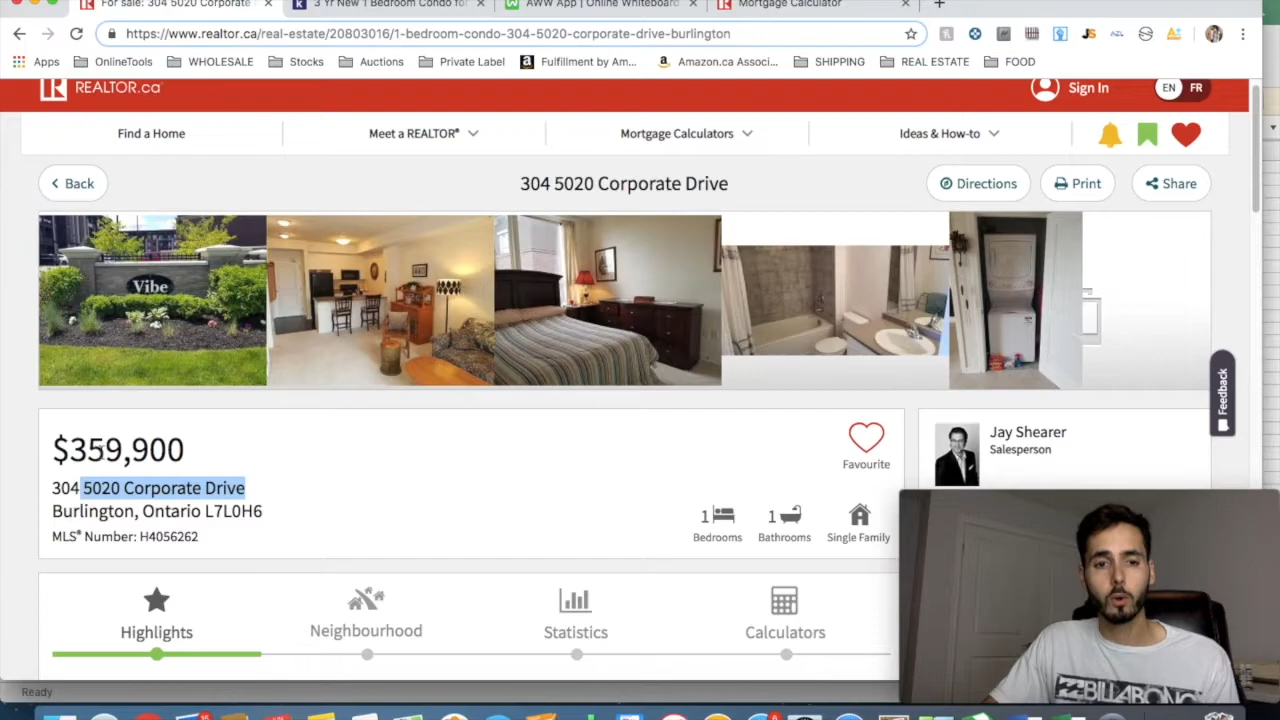 For sale: 304 5020 Corporate
3 Yr New 1 Bedroom Condo for
AWW App | Online Whiteboard
Mortgage Calculator
https://www.realtor.ca/real-estate/20803016/1-bedroom-condo-304-5020-corporate-drive-burlington
Apps OnlineTools WHOLESALE Stocks Auctions Private Label Fulfillment by Am... Amazon.ca Associ... SHIPPING REAL ESTATE FOOD
REALTOR.ca
Sign In
EN FR
Find a Home Meet a REALTOR® Mortgage Calculators Ideas & How-to
Back
304 5020 Corporate Drive
Directions Print Share
Vibe
Feedback
$359,900
304 5020 Corporate Drive
Burlington, Ontario L7L0H6
MLS® Number: H4056262
Favourite
1 Bedrooms
1 Bathrooms
Single Family
Jay Shearer
Salesperson
Highlights Neighbourhood Statistics Calculators
BILLABONG
Ready